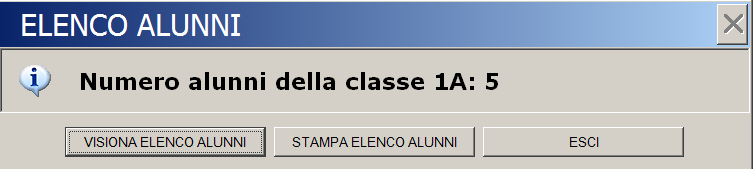 ELENCO ALUNNI
Numero alunni della classe 1A: 5
VISIONA ELENCO ALUNNI STAMPA ELENCO ALUNNI ESCI